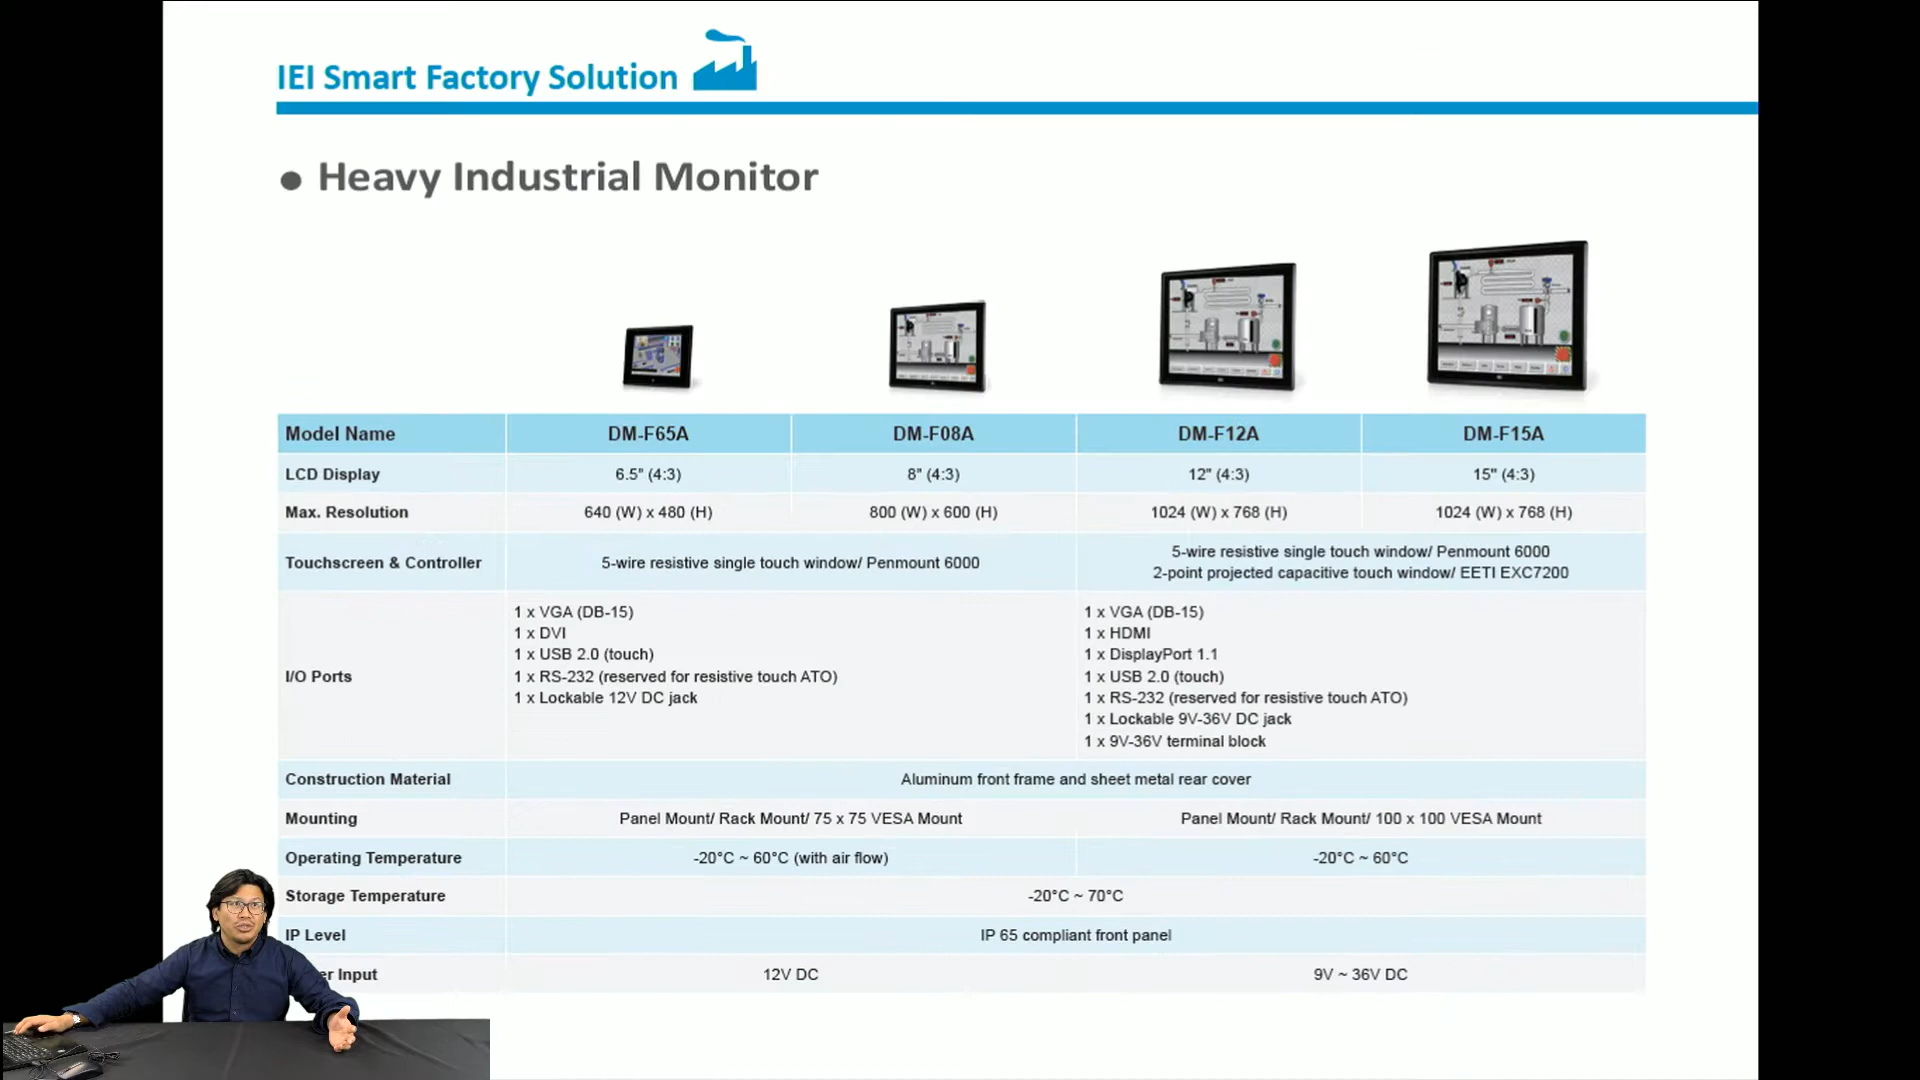 IEI Smart Factory Solution
● Heavy Industrial Monitor
Model Name DM-F65A DM-F08A DM-F12A DM-F15A
LCD Display 6.5" (4:3) 8" (4:3) 12" (4:3) 15" (4:3)
Max. Resolution 640 (W) x 480 (H) 800 (W) x 600 (H) 1024 (W) x 768 (H) 1024 (W) x 768 (H)
Touchscreen & Controller 5-wire resistive single touch window/ Penmount 6000
5-wire resistive single touch window/ Penmount 6000
2-point projected capacitive touch window/ EETI EXC7200
I/O Ports
1 x VGA (DB-15)
1 x DVI
1 x USB 2.0 (touch)
1 x RS-232 (reserved for resistive touch ATO)
1 x Lockable 12V DC jack
1 x VGA (DB-15)
1 x HDMI
1 x DisplayPort 1.1
1 x USB 2.0 (touch)
1 x RS-232 (reserved for resistive touch ATO)
1 x Lockable 9V-36V DC jack
1 x 9V-36V terminal block
Construction Material Aluminum front frame and sheet metal rear cover
Mounting Panel Mount/ Rack Mount/ 75 x 75 VESA Mount Panel Mount/ Rack Mount/ 100 x 100 VESA Mount
Operating Temperature -20°C ~ 60°C (with air flow) -20°C ~ 60°C
Storage Temperature -20°C ~ 70°C
IP Level IP 65 compliant front panel
er Input 12V DC 9V ~ 36V DC